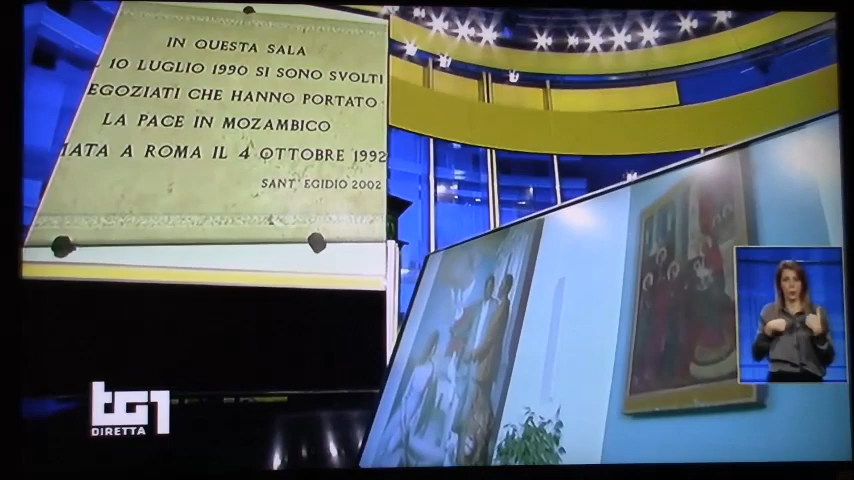 IN QUESTA SALA
10 LUGLIO 1990 SI SONO SVOLTI
EGOZIATI CHE HANNO PORTATO
LA PACE IN MOZAMBICO
MATA A ROMA IL 4 OTTOBRE 1992
SANT'EGIDIO 2002
tg1
DIRETTA